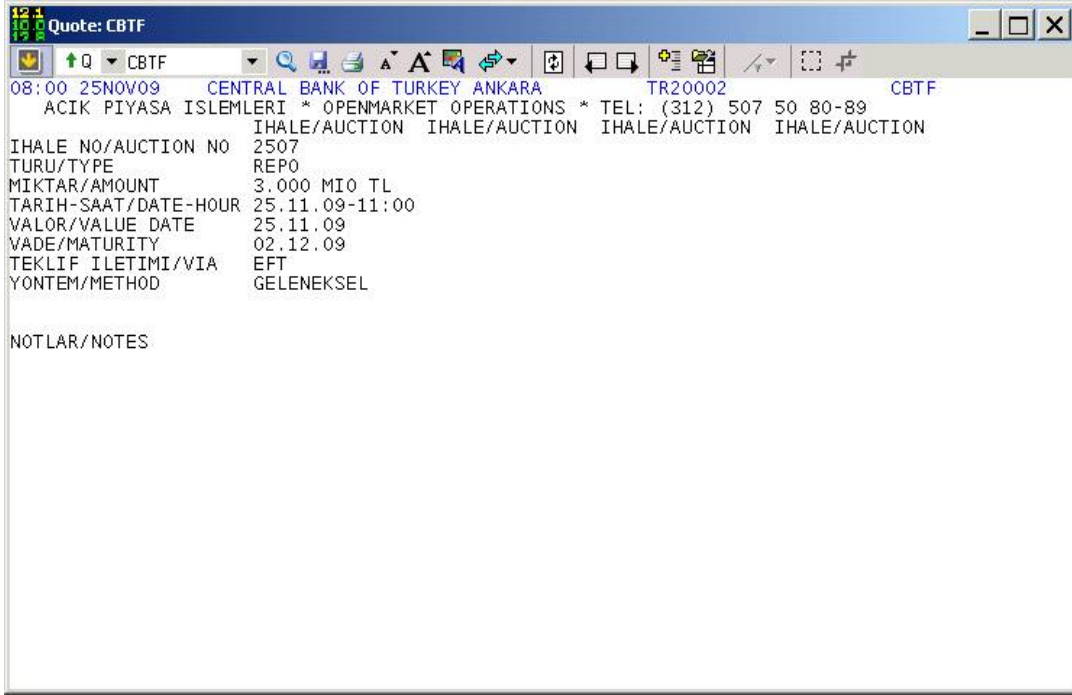 Quote: CBTF
Q CBTF
08:00 25NOV09 CENTRAL BANK OF TURKEY ANKARA TR20002 CBTF
ACIK PIYASA ISLEMLERI * OPENMARKET OPERATIONS * TEL: (312) 507 50 80-89
IHALE/AUCTION IHALE/AUCTION IHALE/AUCTION IHALE/AUCTION
IHALE NO/AUCTION NO 2507
TURU/TYPE REPO
MIKTAR/AMOUNT 3.000 MIO TL
TARIH-SAAT/DATE-HOUR 25.11.09-11:00
VALOR/VALUE DATE 25.11.09
VADE/MATURITY 02.12.09
TEKLIF ILETIMI/VIA EFT
YONTEM/METHOD GELENEKSEL
NOTLAR/NOTES